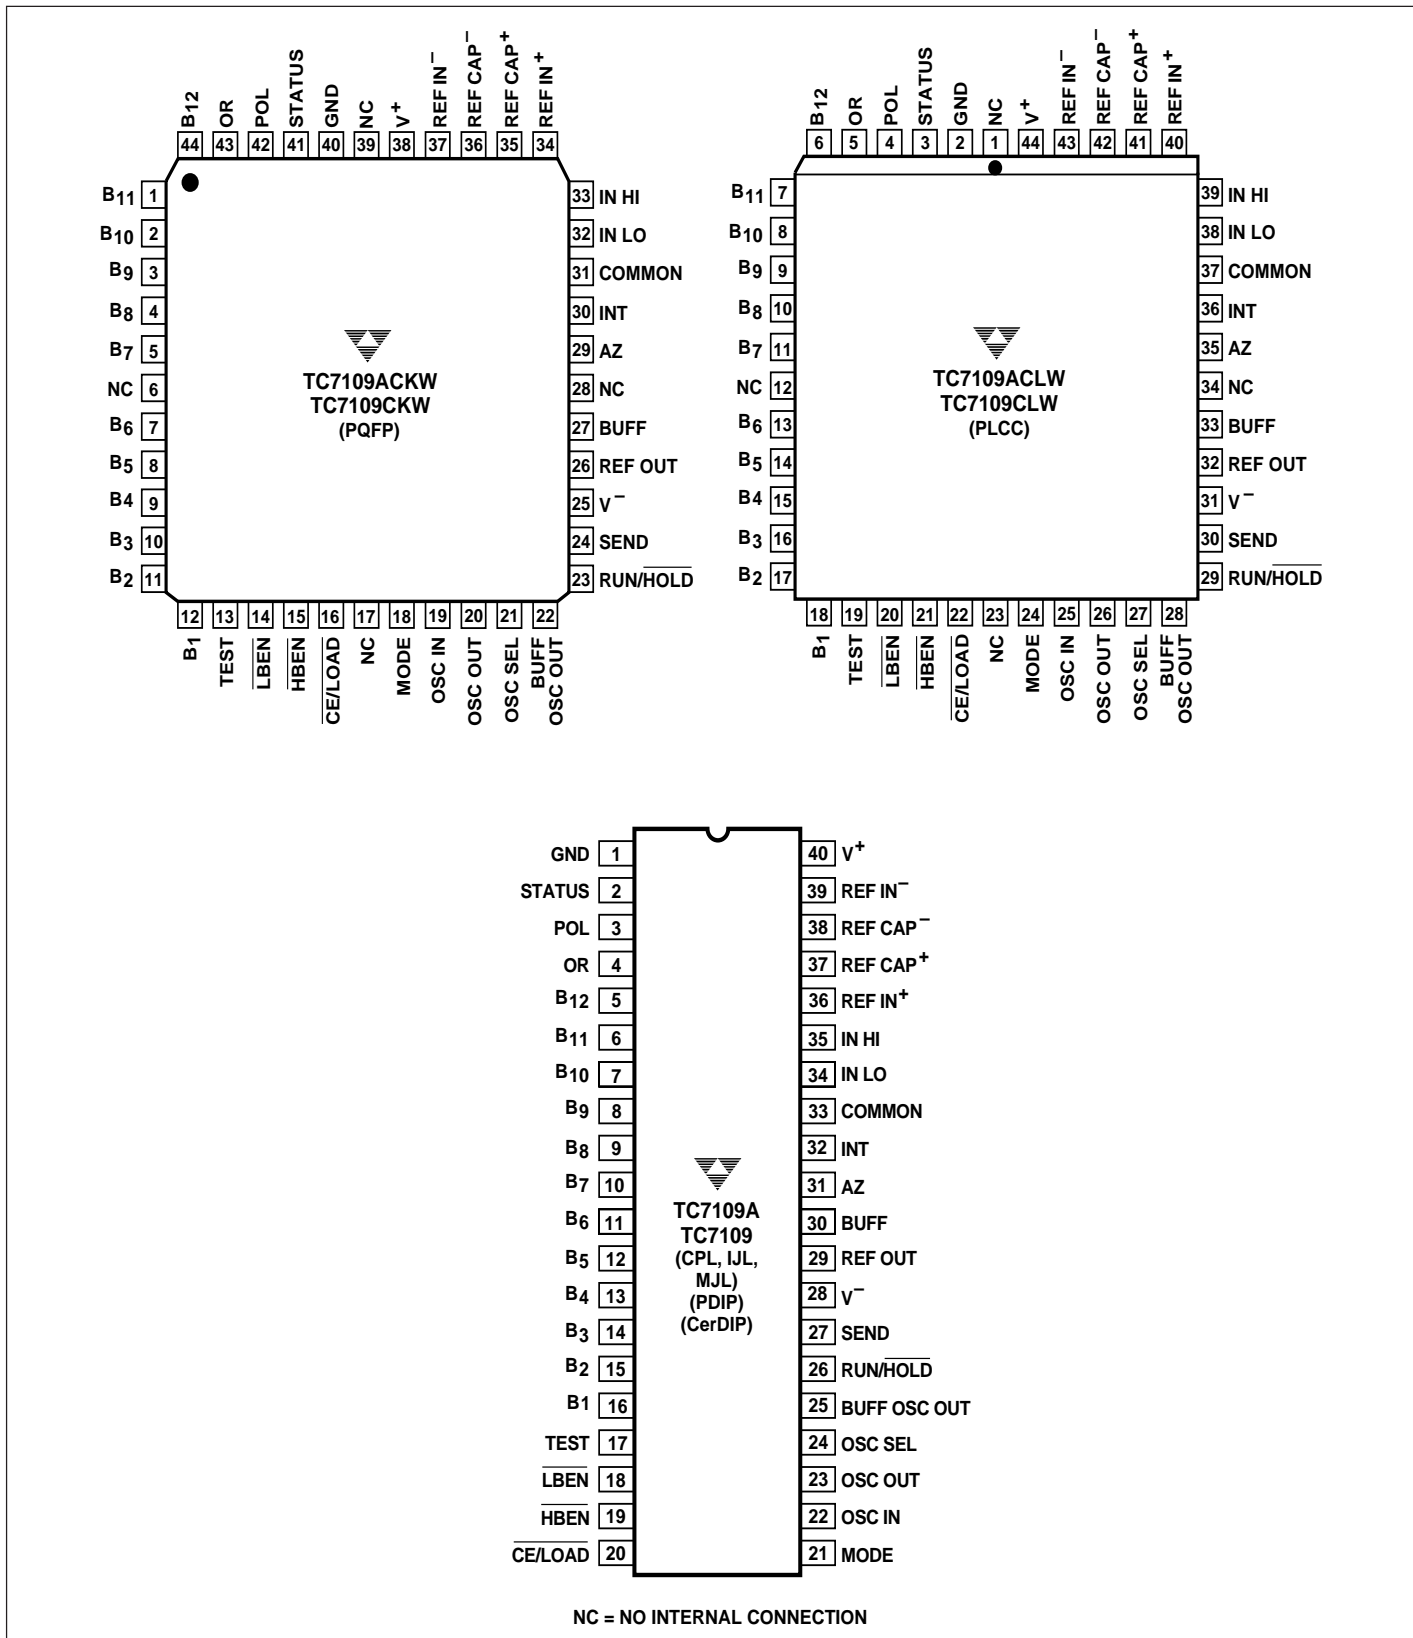 B12 OR POL STATUS GND NC V+ REF IN− REF CAP− REF CAP+ REF IN+
44 43 42 41 40 39 38 37 36 35 34
B11 1
B10 2
B9 3
B8 4
B7 5
NC 6
B6 7
B5 8
B4 9
B3 10
B2 11
TC7109ACKW
TC7109CKW
(PQFP)
33 IN HI
32 IN LO
31 COMMON
30 INT
29 AZ
28 NC
27 BUFF
26 REF OUT
25 V−
24 SEND
23 RUN/HOLD
12 13 14 15 16 17 18 19 20 21 22
B1 TEST LBEN HBEN CE/LOAD NC MODE OSC IN OSC OUT OSC SEL BUFF OSC OUT
B12 OR POL STATUS GND NC V+ REF IN− REF CAP− REF CAP+ REF IN+
6 5 4 3 2 1 44 43 42 41 40
B11 7
B10 8
B9 9
B8 10
B7 11
NC 12
B6 13
B5 14
B4 15
B3 16
B2 17
TC7109ACLW
TC7109CLW
(PLCC)
39 IN HI
38 IN LO
37 COMMON
36 INT
35 AZ
34 NC
33 BUFF
32 REF OUT
31 V−
30 SEND
29 RUN/HOLD
18 19 20 21 22 23 24 25 26 27 28
B1 TEST LBEN HBEN CE/LOAD NC MODE OSC IN OSC OUT OSC SEL BUFF OSC OUT
GND 1
STATUS 2
POL 3
OR 4
B12 5
B11 6
B10 7
B9 8
B8 9
B7 10
B6 11
B5 12
B4 13
B3 14
B2 15
B1 16
TEST 17
LBEN 18
HBEN 19
CE/LOAD 20
TC7109A
TC7109
(CPL, IJL,
MJL)
(PDIP)
(CerDIP)
40 V+
39 REF IN−
38 REF CAP−
37 REF CAP+
36 REF IN+
35 IN HI
34 IN LO
33 COMMON
32 INT
31 AZ
30 BUFF
29 REF OUT
28 V−
27 SEND
26 RUN/HOLD
25 BUFF OSC OUT
24 OSC SEL
23 OSC OUT
22 OSC IN
21 MODE
NC = NO INTERNAL CONNECTION